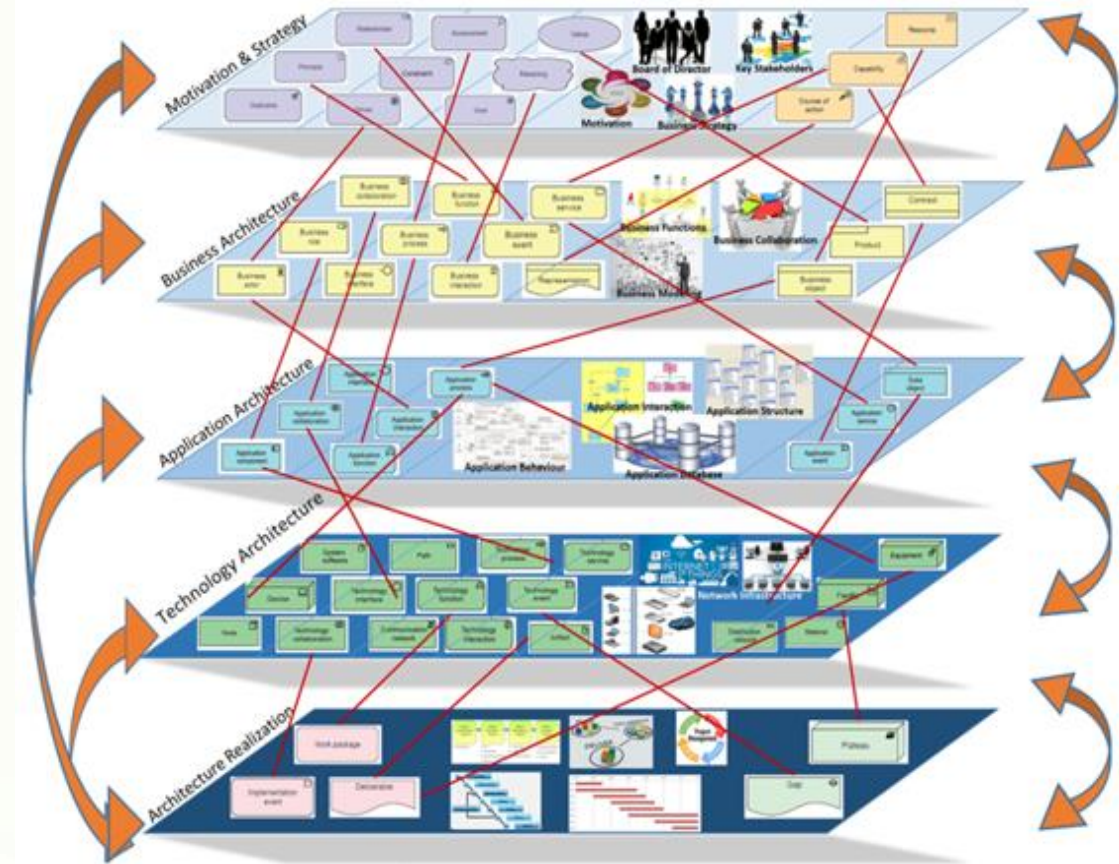 Motivation & Strategy
Stakeholder
Assessment
Value
Board of Director
Key Stakeholders
Resource
Principle
Constraint
Meaning
Capability
Outcome
Goal
Motivation
Business Strategy
Course of
action
Business Architecture
Business
collaboration
Business
function
Business
service
Business Functions
Business Collaboration
Contract
Business
role
Business
process
Business
event
Product
Business
actor
Business
interface
Business
interaction
Representation
Business Modeling
Business
object
Application Architecture
Application
interface
Application
process
Application Interaction
Application Structure
Data
object
Application
collaboration
Application
interaction
Application
service
Application
component
Application
function
Application Behaviour
Application Database
Application
event
Technology Architecture
System
software
Path
Technology
process
Technology
service
INTERNET
OF THINGS
Equipment
Device
Technology
interface
Technology
function
Technology
event
Network Infrastructure
Facility
Node
Technology
collaboration
Communication
network
Technology
interaction
Artifact
Distribution
network
Material
Architecture Realization
Work package
Project
Management
Plateau
Implementation
event
Deliverable
Gap